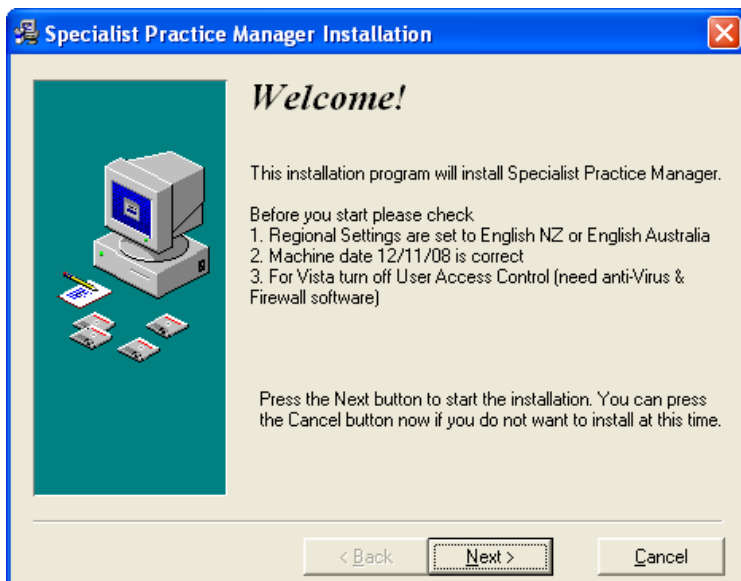 Specialist Practice Manager Installation
Welcome!
This installation program will install Specialist Practice Manager.
Before you start please check
1. Regional Settings are set to English NZ or English Australia
2. Machine date 12/11/08 is correct
3. For Vista turn off User Access Control (need anti-Virus &
Firewall software)
Press the Next button to start the installation. You can press
the Cancel button now if you do not want to install at this time.
< Back
Next >
Cancel